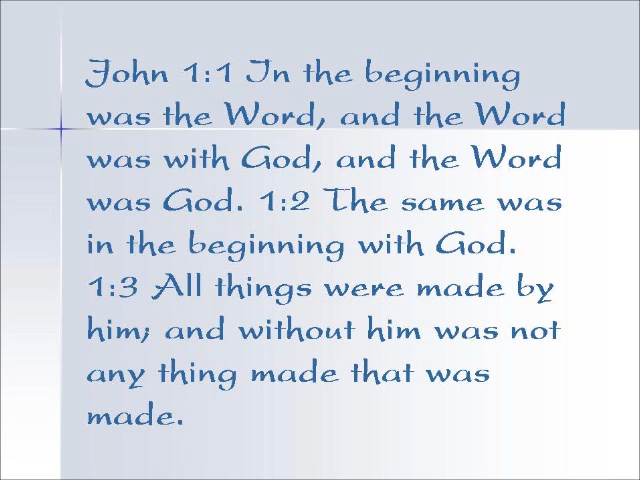 John 1:1 In the beginning
was the Word, and the Word
was with God, and the Word
was God. 1:2 The same was
in the beginning with God.
1:3 All things were made by
him; and without him was not
any thing made that was
made.